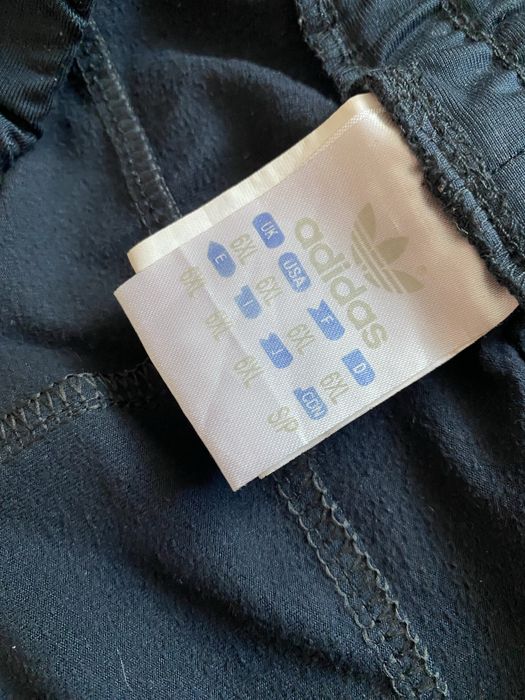 adidas®
UK USA F D
6XL 6XL 6XL 6XL
E I J CDN
6XL 6XL 6XL S/P